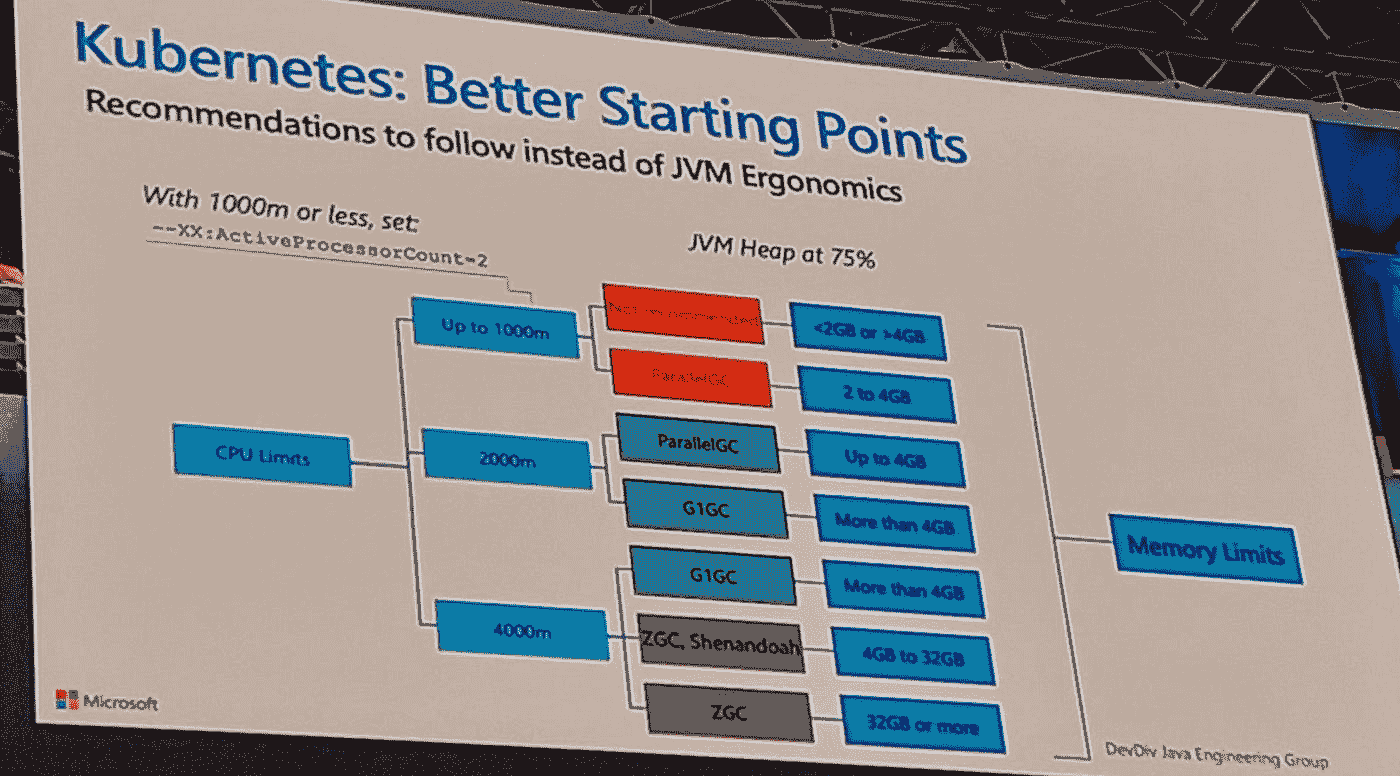 Kubernetes: Better Starting Points
Recommendations to follow instead of JVM Ergonomics
With 1000m or less, set:
--XX:ActiveProcessorCount=2
JVM Heap at 75%
CPU Limits
Up to 1000m
<2GB or >4GB
ParallelGC
2 to 4GB
2000m
ParallelGC
Up to 4GB
G1GC
More than 4GB
4000m
G1GC
More than 4GB
ZGC, Shenandoah
4GB to 32GB
ZGC
32GB or more
Memory Limits
Microsoft
DevDiv Java Engineering Group